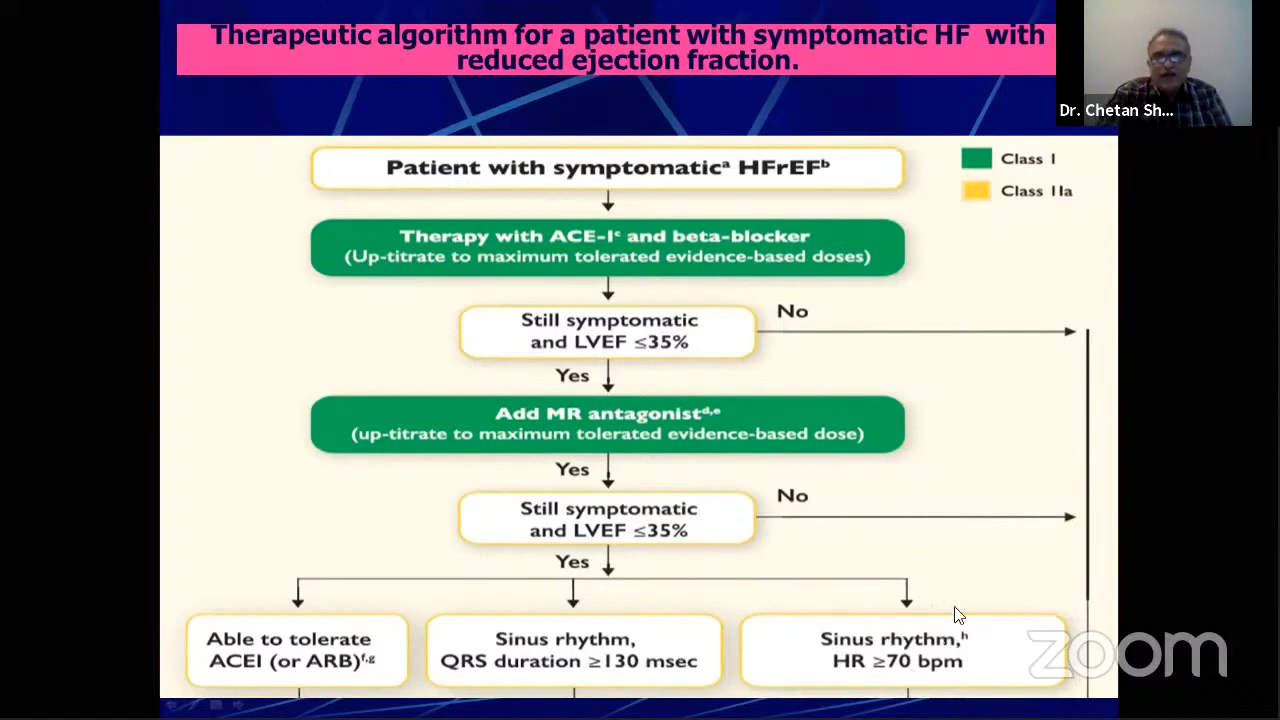 Therapeutic algorithm for a patient with symptomatic HF with
reduced ejection fraction.
Dr. Chetan Sh...
Patient with symptomaticᵃ HFrEFᵇ
Class I
Class IIa
Therapy with ACE-Iᶜ and beta-blocker
(Up-titrate to maximum tolerated evidence-based doses)
Still symptomatic
and LVEF ≤35%
No
Yes
Add MR antagonistᵈ,ᵉ
(up-titrate to maximum tolerated evidence-based dose)
Yes
Still symptomatic
and LVEF ≤35%
No
Yes
Able to tolerate
ACEI (or ARB)ᶠ,ᵍ
Sinus rhythm,
QRS duration ≥130 msec
Sinus rhythm,ʰ
HR ≥70 bpm
zoom